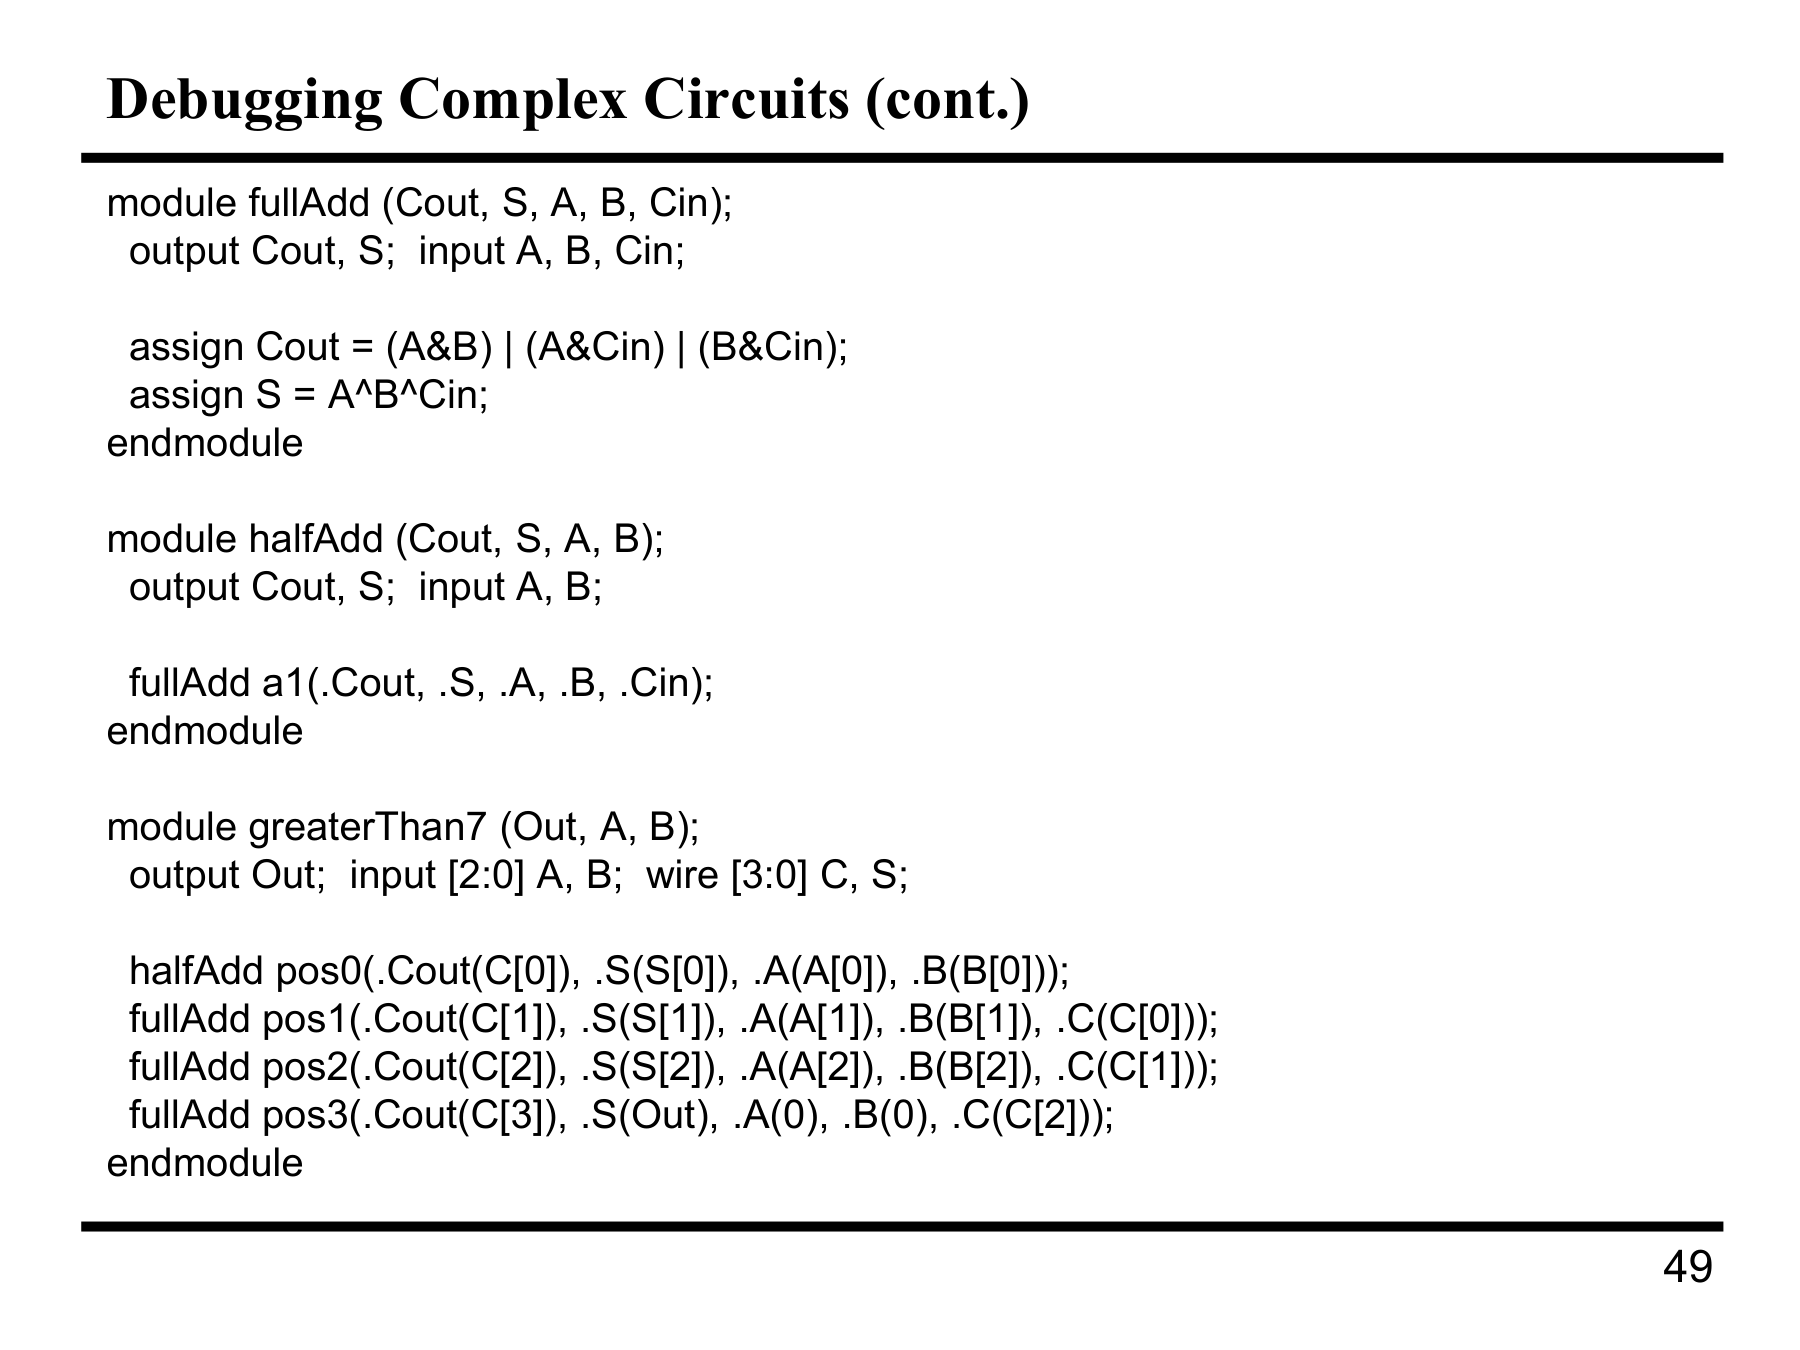 Debugging Complex Circuits (cont.)
module fullAdd (Cout, S, A, B, Cin);
output Cout, S;  input A, B, Cin;
assign Cout = (A&B) | (A&Cin) | (B&Cin);
assign S = A^B^Cin;
endmodule
module halfAdd (Cout, S, A, B);
output Cout, S;  input A, B;
fullAdd a1(.Cout, .S, .A, .B, .Cin);
endmodule
module greaterThan7 (Out, A, B);
output Out;  input [2:0] A, B;  wire [3:0] C, S;
halfAdd pos0(.Cout(C[0]), .S(S[0]), .A(A[0]), .B(B[0]));
fullAdd pos1(.Cout(C[1]), .S(S[1]), .A(A[1]), .B(B[1]), .C(C[0]));
fullAdd pos2(.Cout(C[2]), .S(S[2]), .A(A[2]), .B(B[2]), .C(C[1]));
fullAdd pos3(.Cout(C[3]), .S(Out), .A(0), .B(0), .C(C[2]));
endmodule
49